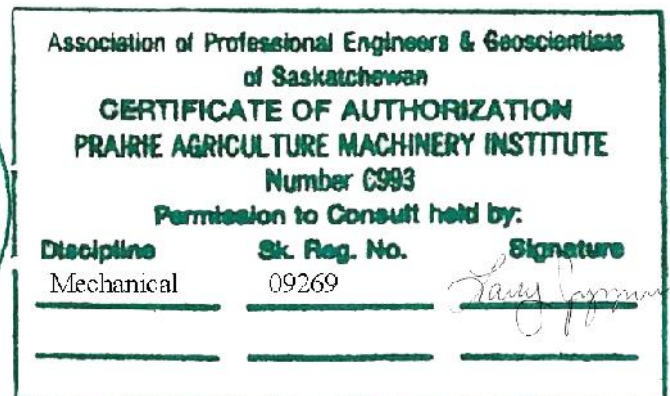 Association of Professional Engineers & Geoscientists
of Saskatchewan
CERTIFICATE OF AUTHORIZATION
PRAIRIE AGRICULTURE MACHINERY INSTITUTE
Number C993
Permission to Consult held by:
Discipline Sk. Reg. No. Signature
Mechanical 09269